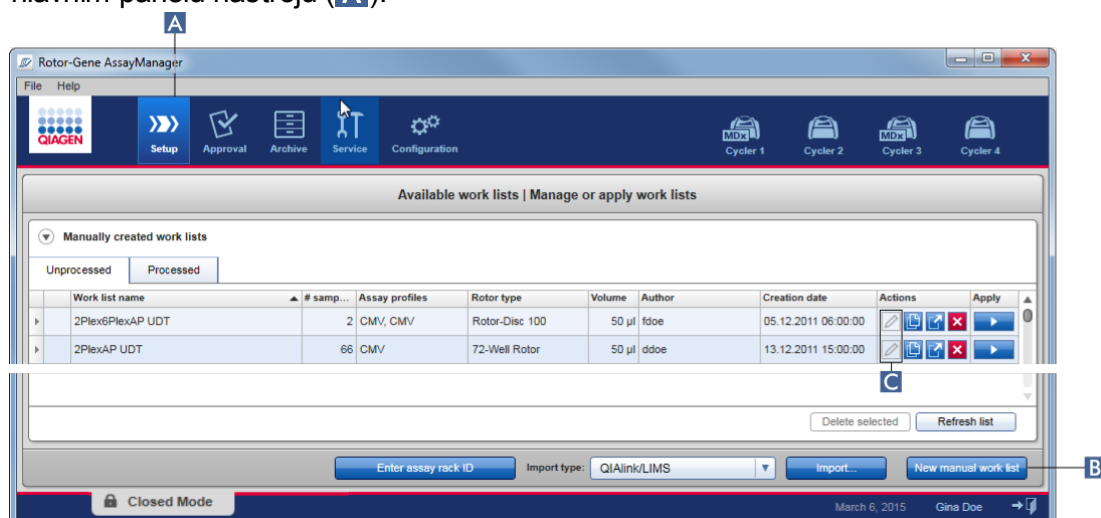 hlavním panelu nástrojů (A).
A
Rotor-Gene AssayManager
File Help
QIAGEN Setup Approval Archive Service Configuration MDx Cycler 1 Cycler 2 MDx Cycler 3 Cycler 4
Available work lists | Manage or apply work lists
Manually created work lists
Unprocessed Processed
Work list name # samp... Assay profiles Rotor type Volume Author Creation date Actions Apply
2Plex6PlexAP UDT 2 CMV, CMV Rotor-Disc 100 50 µl fdoe 05.12.2011 06:00:00
2PlexAP UDT 66 CMV 72-Well Rotor 50 µl ddoe 13.12.2011 15:00:00
C
Delete selected Refresh list
Enter assay rack ID Import type: QIAlink/LIMS Import... New manual work list B
Closed Mode March 6, 2015 Gina Doe